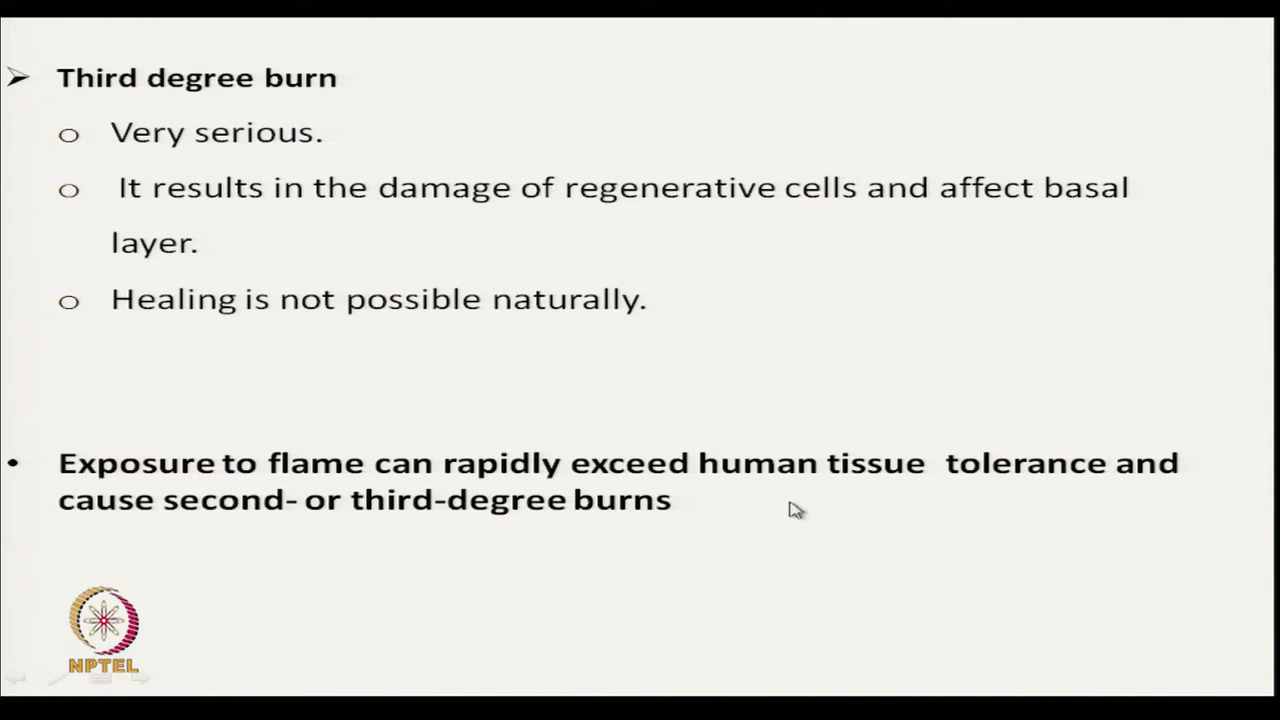 ➢ Third degree burn
o Very serious.
o It results in the damage of regenerative cells and affect basal
layer.
o Healing is not possible naturally.
• Exposure to flame can rapidly exceed human tissue tolerance and
cause second- or third-degree burns
NPTEL